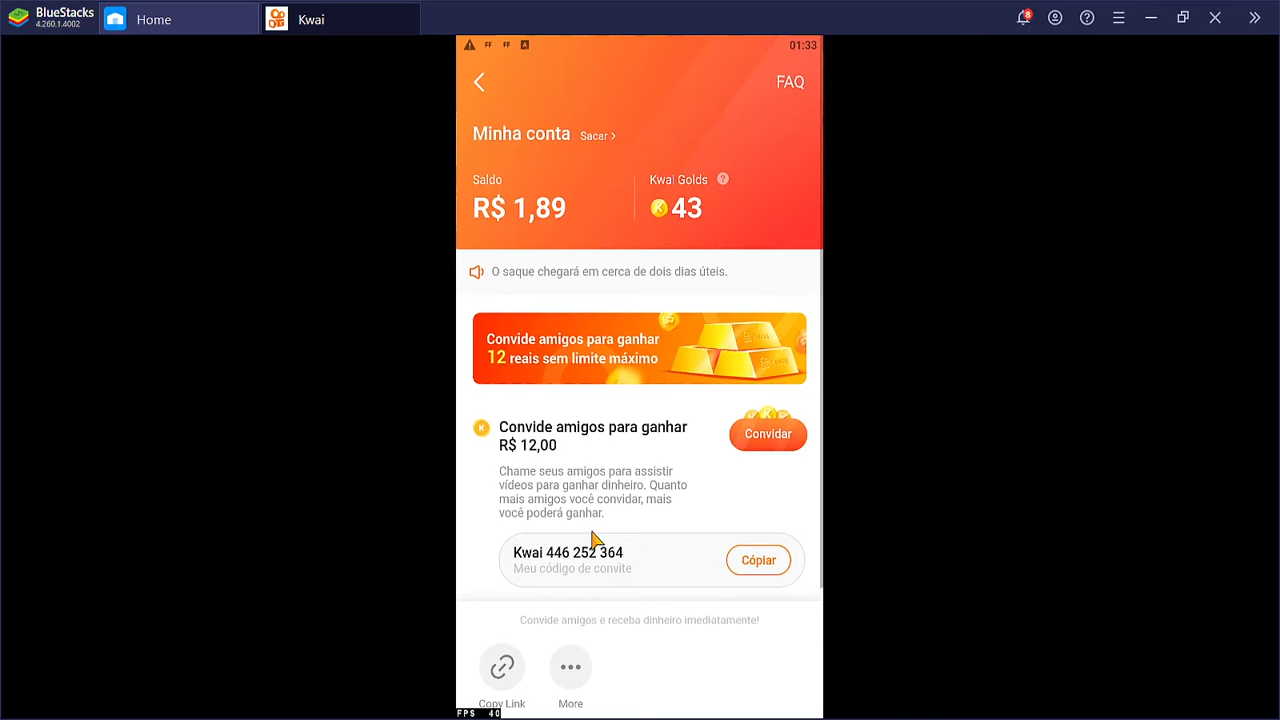 BlueStacks
4.260.1.4002
Home
Kwai
8
FF FF A
01:33
FAQ
Minha conta Sacar >
Saldo
Kwai Golds ?
R$ 1,89
K 43
O saque chegará em cerca de dois dias úteis.
Convide amigos para ganhar
12 reais sem limite máximo
K
Convide amigos para ganhar
R$ 12,00
K
Convidar
Chame seus amigos para assistir
vídeos para ganhar dinheiro. Quanto
mais amigos você convidar, mais
você poderá ganhar.
Kwai 446 252 364
Meu código de convite
Cópiar
Convide amigos e receba dinheiro imediatamente!
Copy Link
More
FPS 40